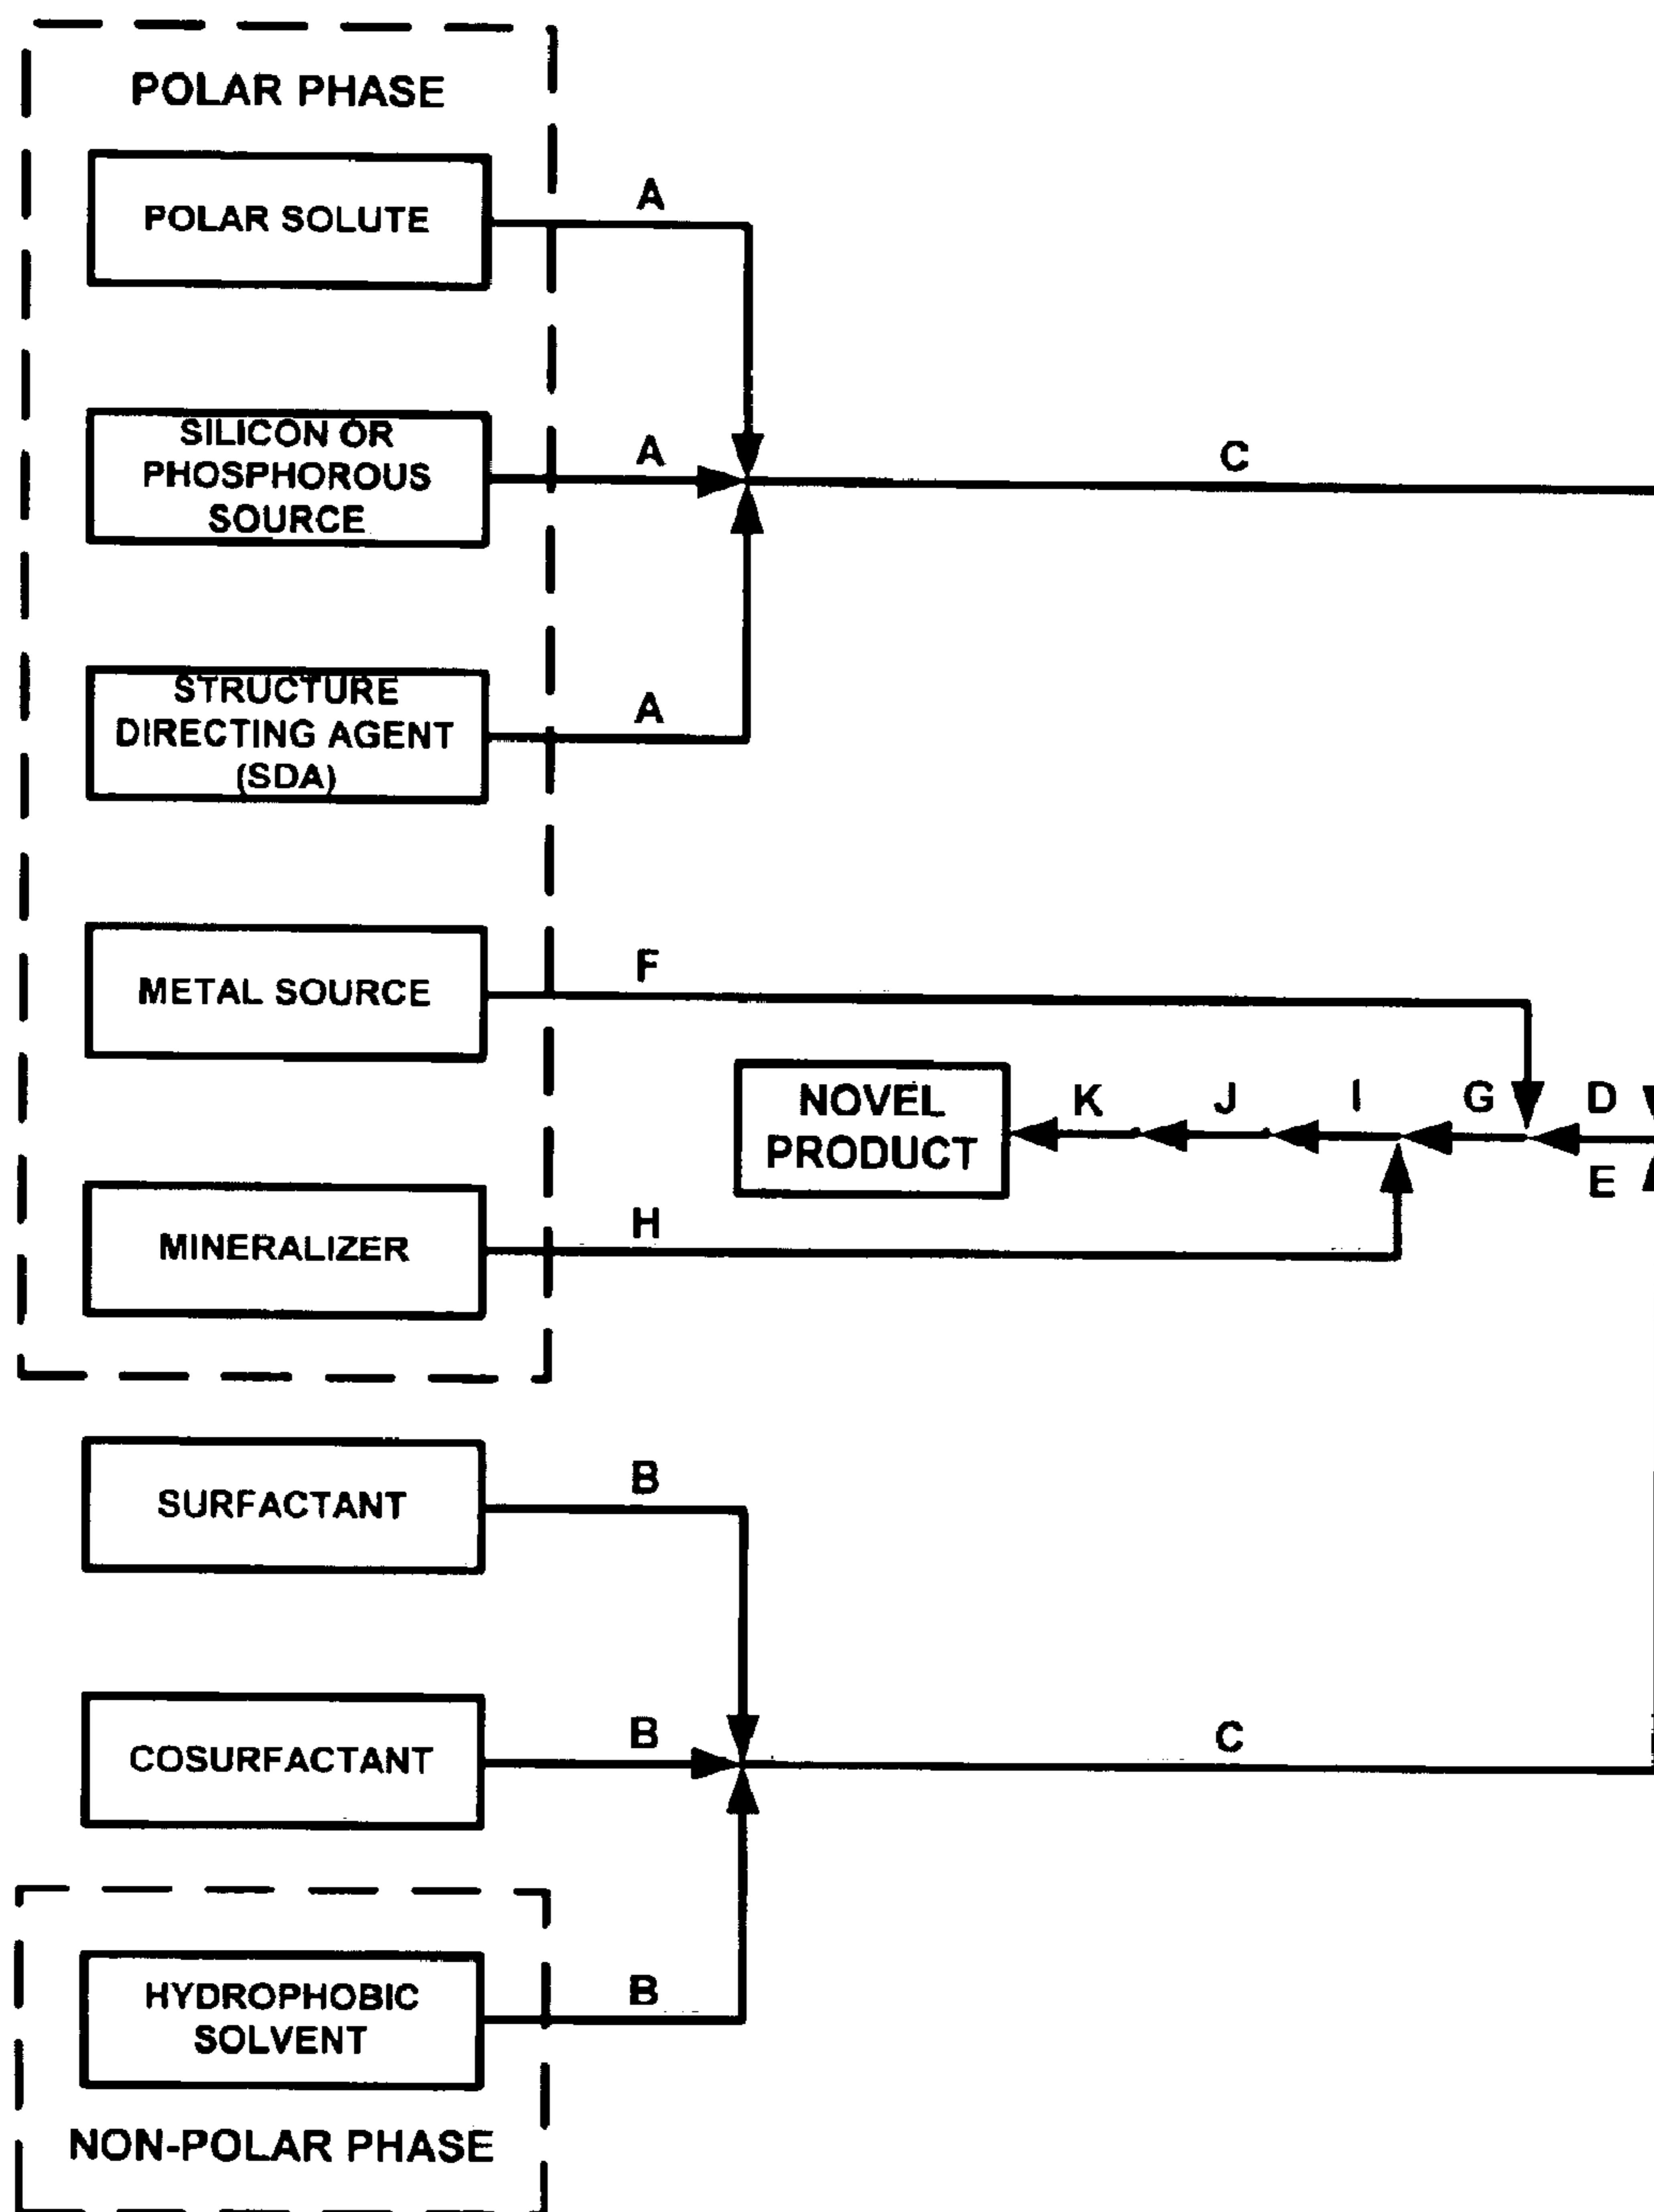 POLAR PHASE
POLAR SOLUTE
A
SILICON OR
PHOSPHOROUS
SOURCE
A
C
STRUCTURE
DIRECTING AGENT
(SDA)
A
METAL SOURCE
F
NOVEL
PRODUCT
K
J
I
G
D
E
MINERALIZER
H
SURFACTANT
B
COSURFACTANT
B
C
HYDROPHOBIC
SOLVENT
B
NON-POLAR PHASE